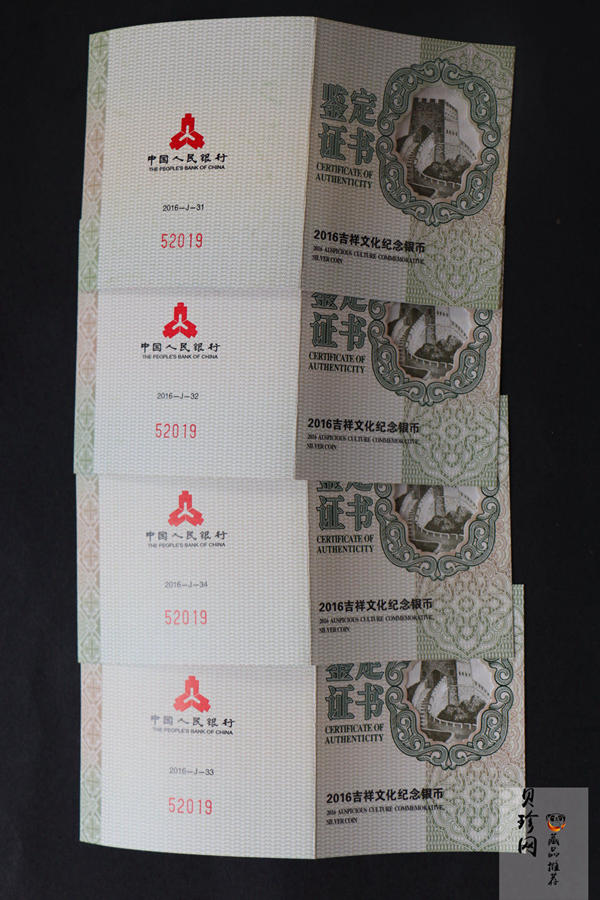 中国人民银行
THE PEOPLE'S BANK OF CHINA
2016-J-31
52019
鉴定
证书
CERTIFICATE OF
AUTHENTICITY
2016吉祥文化纪念银币
2016 AUSPICIOUS CULTURE COMMEMORATIVE
SILVER COIN
中国人民银行
THE PEOPLE'S BANK OF CHINA
2016-J-32
52019
鉴定
证书
CERTIFICATE OF
AUTHENTICITY
2016吉祥文化纪念银币
2016 AUSPICIOUS CULTURE COMMEMORATIVE
SILVER COIN
中国人民银行
THE PEOPLE'S BANK OF CHINA
2016-J-34
52019
鉴定
证书
CERTIFICATE OF
AUTHENTICITY
2016吉祥文化纪念银币
2016 AUSPICIOUS CULTURE COMMEMORATIVE
SILVER COIN
中国人民银行
THE PEOPLE'S BANK OF CHINA
2016-J-33
52019
鉴定
证书
CERTIFICATE OF
AUTHENTICITY
2016吉祥文化纪念银币
2016 AUSPICIOUS CULTURE COMMEMORATIVE
SILVER COIN
贝珍网
藏品推荐